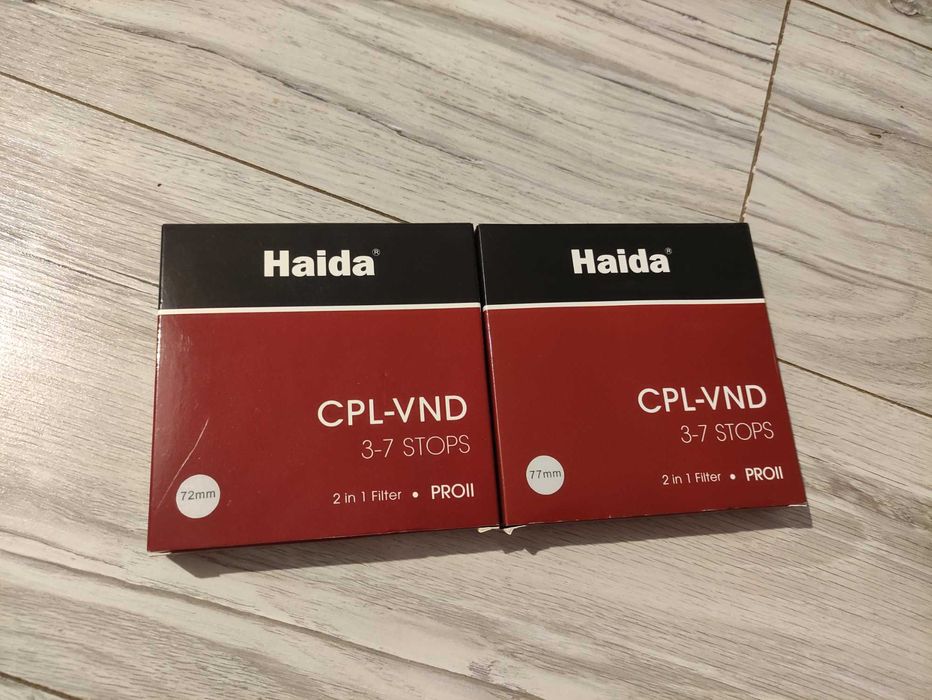 Haida®
CPL-VND
3-7 STOPS
72mm
2 in 1 Filter • PROII
Haida®
CPL-VND
3-7 STOPS
77mm
2 in 1 Filter • PROII